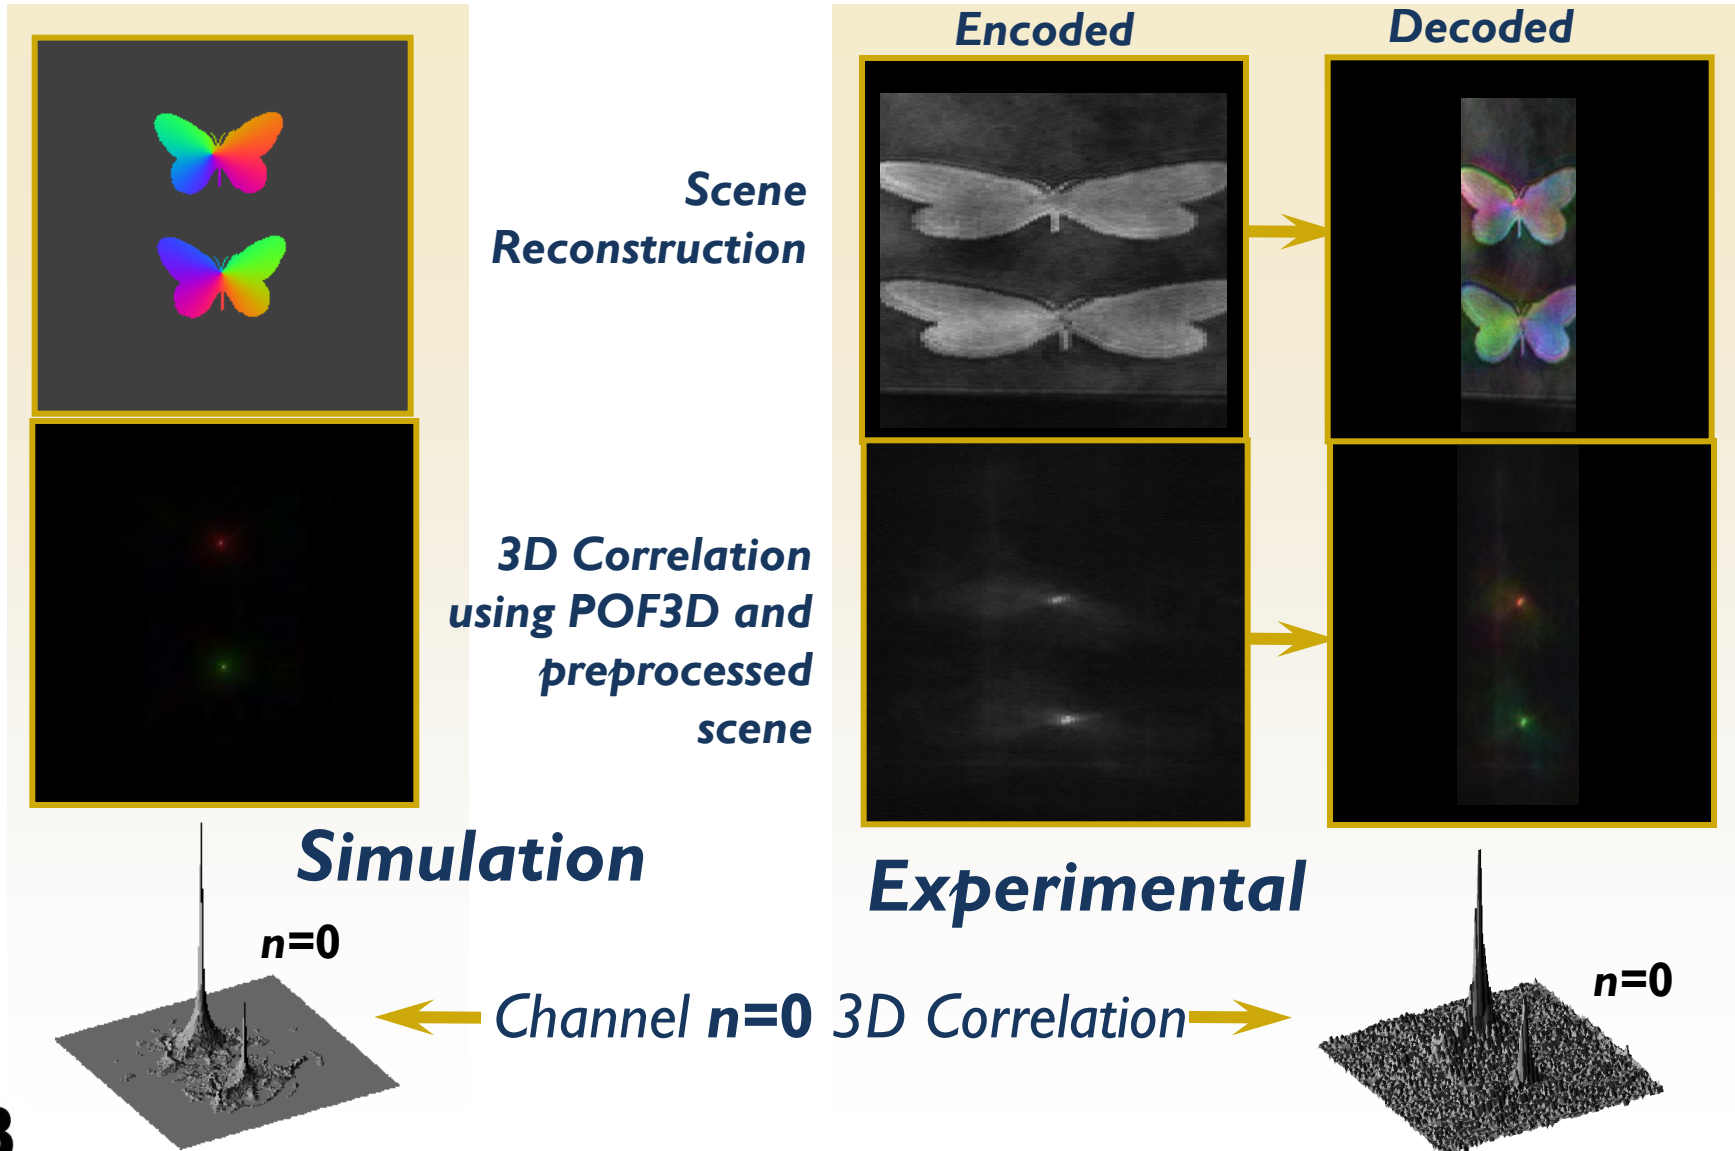 Encoded
Decoded
Scene
Reconstruction
3D Correlation
using POF3D and
preprocessed
scene
Simulation
Experimental
n=0
n=0
Channel n=0 3D Correlation